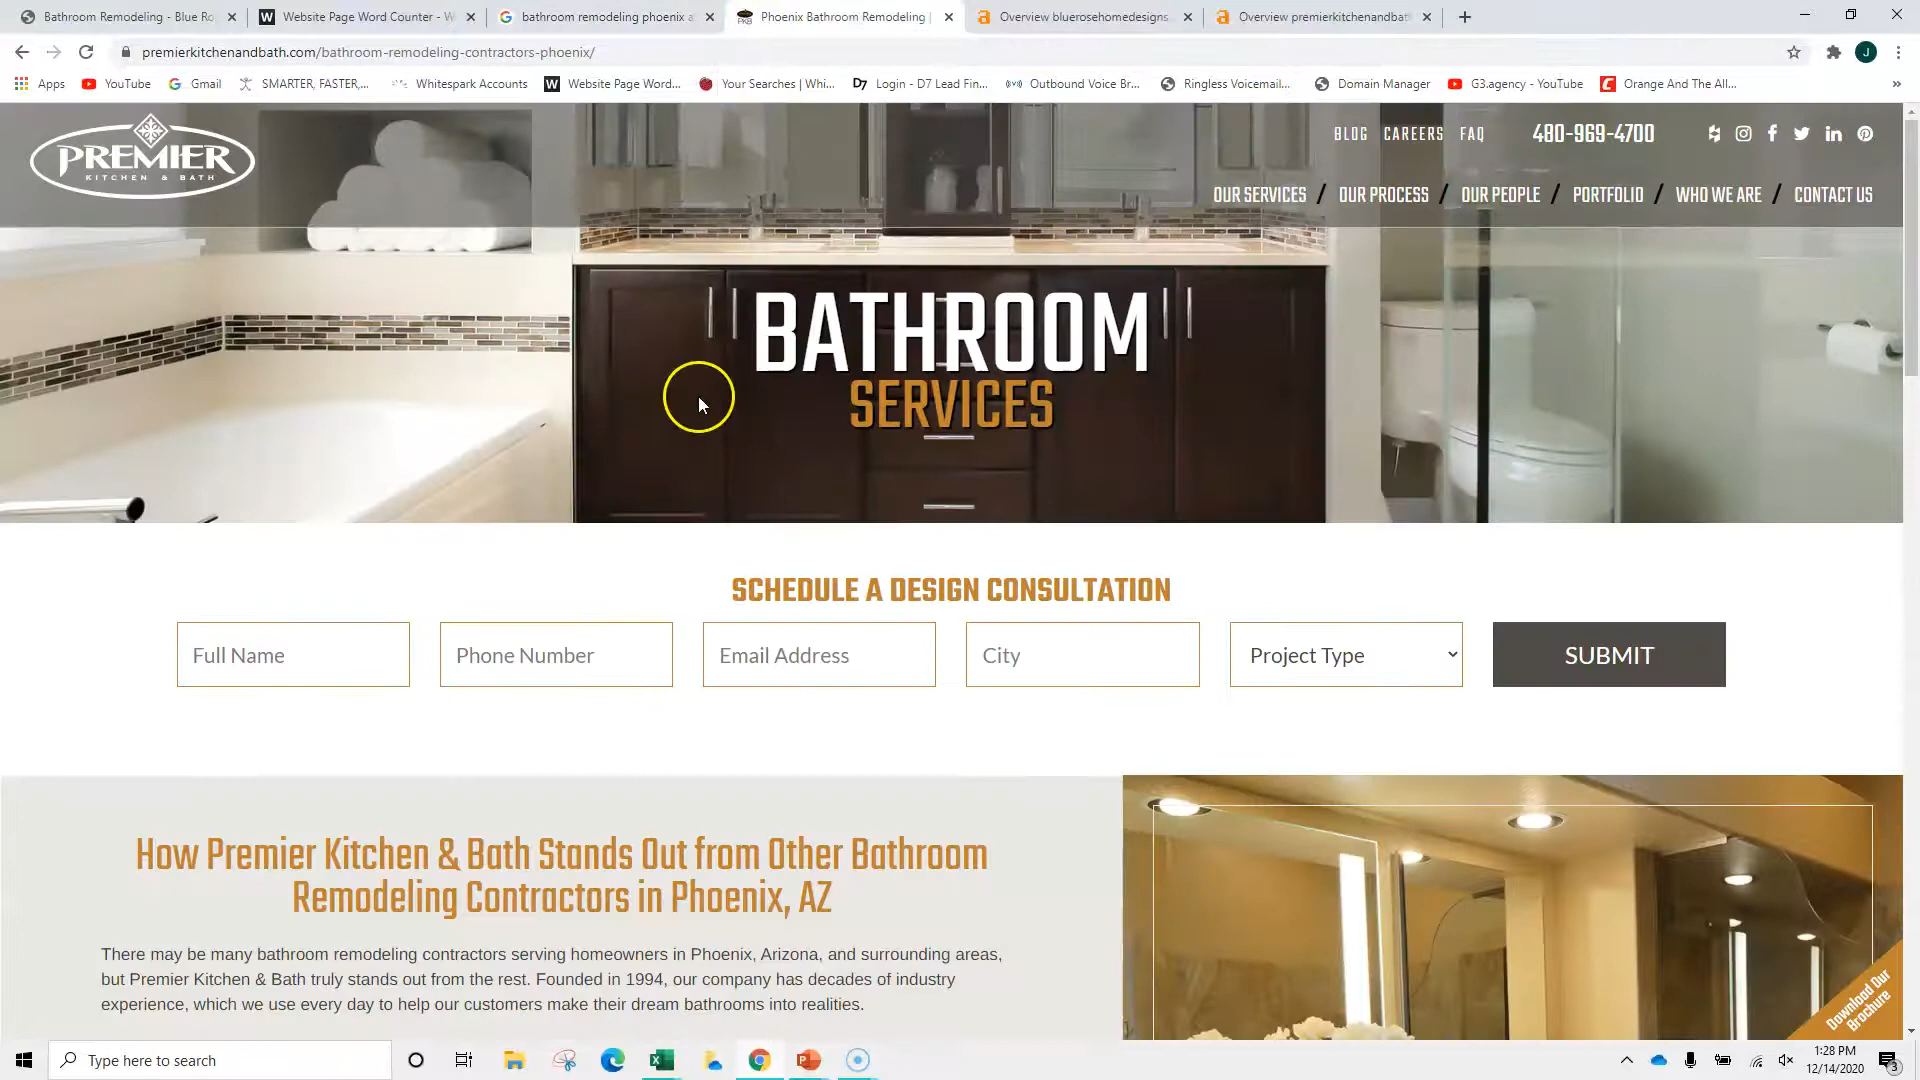 Bathroom Remodeling - Blue Ro
Website Page Word Counter - W
bathroom remodeling phoenix a
Phoenix Bathroom Remodeling |
Overview bluerosehomedesigns
Overview premierkitchenandbat
premierkitchenandbath.com/bathroom-remodeling-contractors-phoenix/
J
Apps YouTube Gmail SMARTER, FASTER,... Whitespark Accounts Website Page Word... Your Searches | Whi... Login - D7 Lead Fin... Outbound Voice Br... Ringless Voicemail... Domain Manager G3.agency - YouTube Orange And The All... »
PREMIER
KITCHEN & BATH
BLOG CAREERS FAQ 480-969-4700
OUR SERVICES / OUR PROCESS / OUR PEOPLE / PORTFOLIO / WHO WE ARE / CONTACT US
BATHROOM
SERVICES
SCHEDULE A DESIGN CONSULTATION
Full Name Phone Number Email Address City Project Type SUBMIT
How Premier Kitchen & Bath Stands Out from Other Bathroom
Remodeling Contractors in Phoenix, AZ
There may be many bathroom remodeling contractors serving homeowners in Phoenix, Arizona, and surrounding areas,
but Premier Kitchen & Bath truly stands out from the rest. Founded in 1994, our company has decades of industry
experience, which we use every day to help our customers make their dream bathrooms into realities.
Download Our
Brochure
Type here to search
1:28 PM
12/14/2020
3